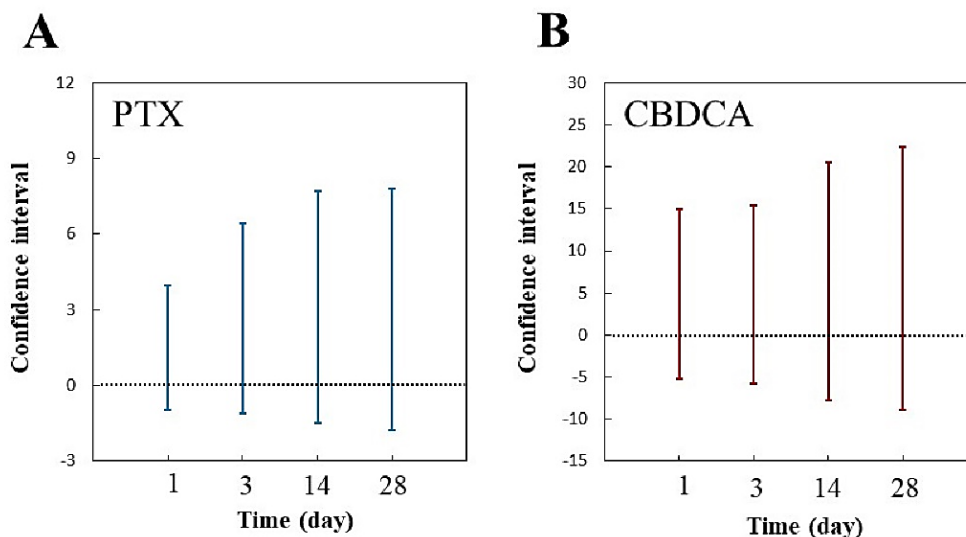 A
PTX
Confidence interval
12
9
6
3
0
-3
1 3 14 28
Time (day)
B
CBDCA
Confidence interval
30
25
20
15
10
5
0
-5
-10
-15
1 3 14 28
Time (day)